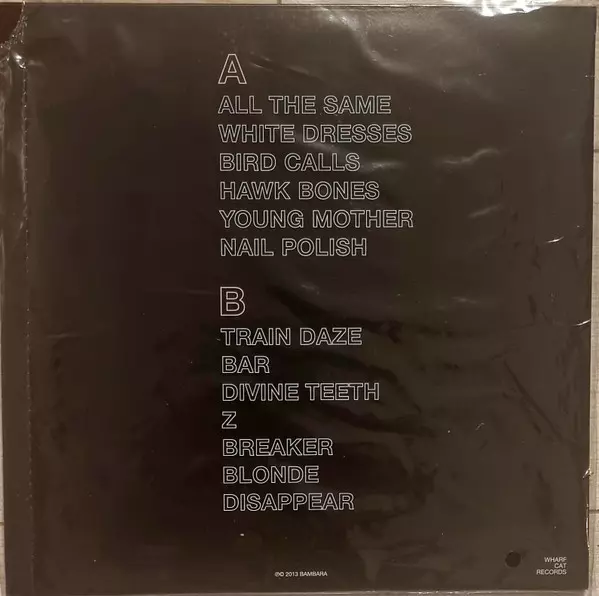 A
ALL THE SAME
WHITE DRESSES
BIRD CALLS
HAWK BONES
YOUNG MOTHER
NAIL POLISH
B
TRAIN DAZE
BAR
DIVINE TEETH
Z
BREAKER
BLONDE
DISAPPEAR
℗© 2013 BAMBARA
WHARF
CAT
RECORDS